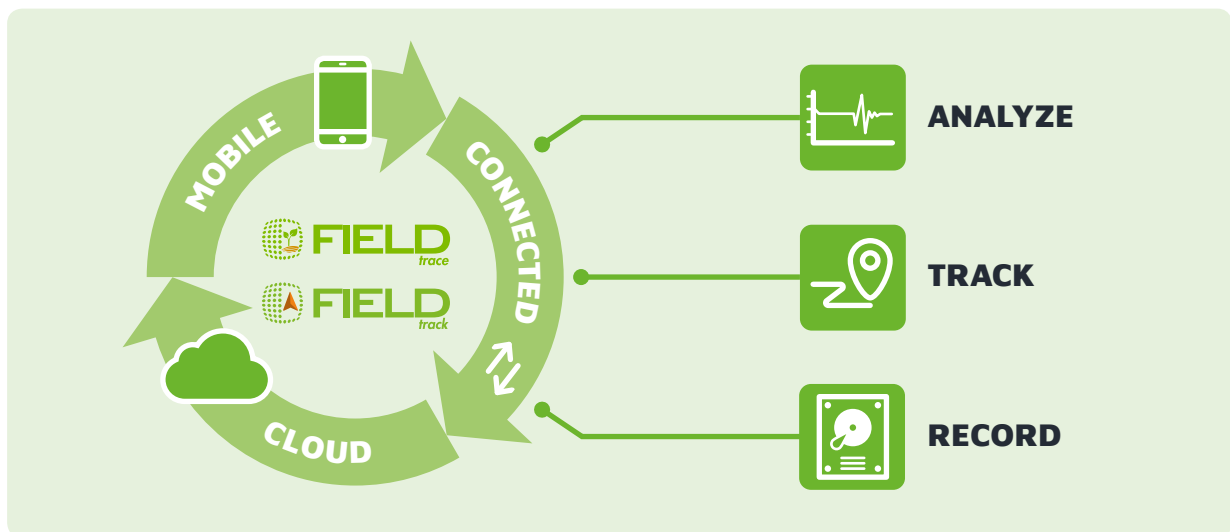 MOBILE
CONNECTED
CLOUD
FIELD
trace
FIELD
track
ANALYZE
TRACK
RECORD